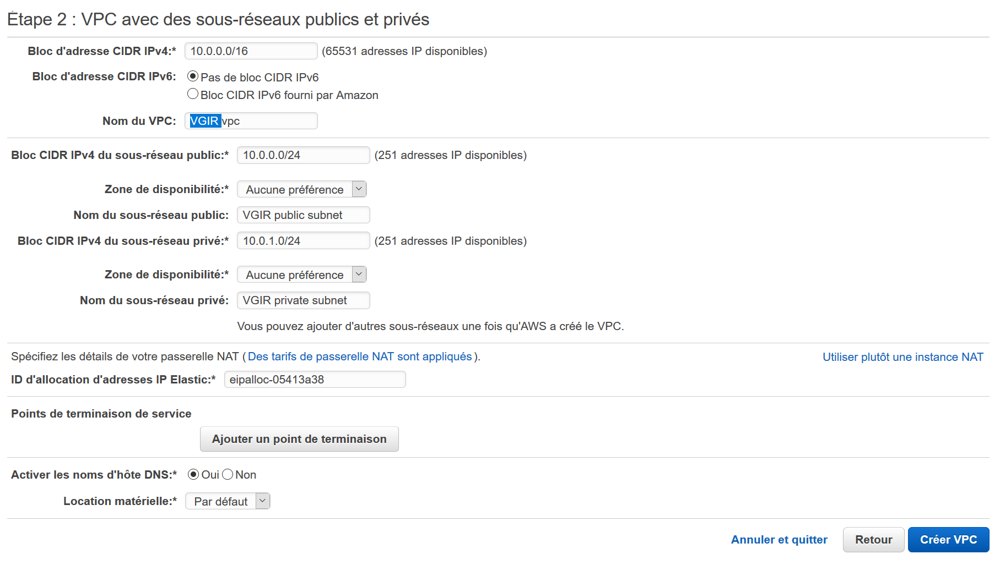 Étape 2 : VPC avec des sous-réseaux publics et privés
Bloc d'adresse CIDR IPv4:* 10.0.0.0/16 (65531 adresses IP disponibles)
Bloc d'adresse CIDR IPv6: Pas de bloc CIDR IPv6
Bloc CIDR IPv6 fourni par Amazon
Nom du VPC: VGIR vpc
Bloc CIDR IPv4 du sous-réseau public:* 10.0.0.0/24 (251 adresses IP disponibles)
Zone de disponibilité:* Aucune préférence
Nom du sous-réseau public: VGIR public subnet
Bloc CIDR IPv4 du sous-réseau privé:* 10.0.1.0/24 (251 adresses IP disponibles)
Zone de disponibilité:* Aucune préférence
Nom du sous-réseau privé: VGIR private subnet
Vous pouvez ajouter d'autres sous-réseaux une fois qu'AWS a créé le VPC.
Spécifiez les détails de votre passerelle NAT (Des tarifs de passerelle NAT sont appliqués). Utiliser plutôt une instance NAT
ID d'allocation d'adresses IP Elastic:* eipalloc-05413a38
Points de terminaison de service
Ajouter un point de terminaison
Activer les noms d'hôte DNS:* Oui Non
Location matérielle:* Par défaut
Annuler et quitter Retour Créer VPC